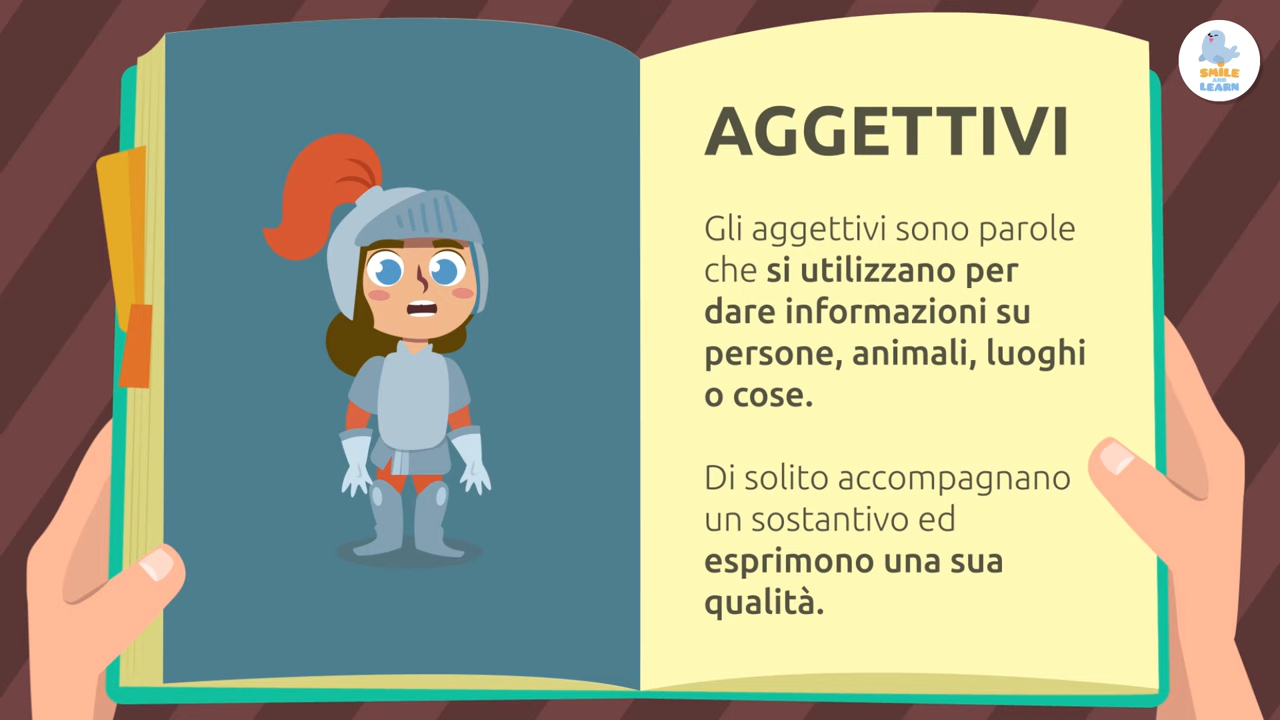 AGGETTIVI
Gli aggettivi sono parole
che si utilizzano per
dare informazioni su
persone, animali, luoghi
o cose.
Di solito accompagnano
un sostantivo ed
esprimono una sua
qualità.
SMILE
AND
LEARN